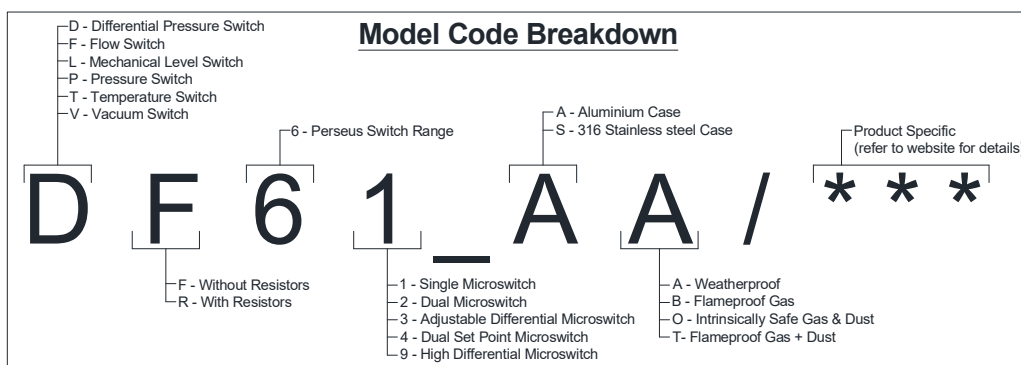 Model Code Breakdown
D - Differential Pressure Switch
F - Flow Switch
L - Mechanical Level Switch
P - Pressure Switch
T - Temperature Switch
V - Vacuum Switch
6 - Perseus Switch Range
A - Aluminium Case
S - 316 Stainless steel Case
Product Specific
(refer to website for details
D F 6 1 _ A A / * * *
F - Without Resistors
R - With Resistors
1 - Single Microswitch
2 - Dual Microswitch
3 - Adjustable Differential Microswitch
4 - Dual Set Point Microswitch
9 - High Differential Microswitch
A - Weatherproof
B - Flameproof Gas
O - Intrinsically Safe Gas & Dust
T- Flameproof Gas + Dust